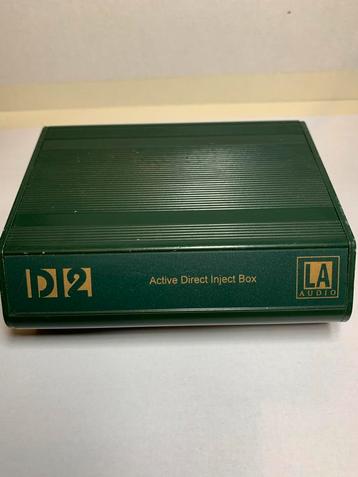 D2
Active Direct Inject Box
LA
AUDIO